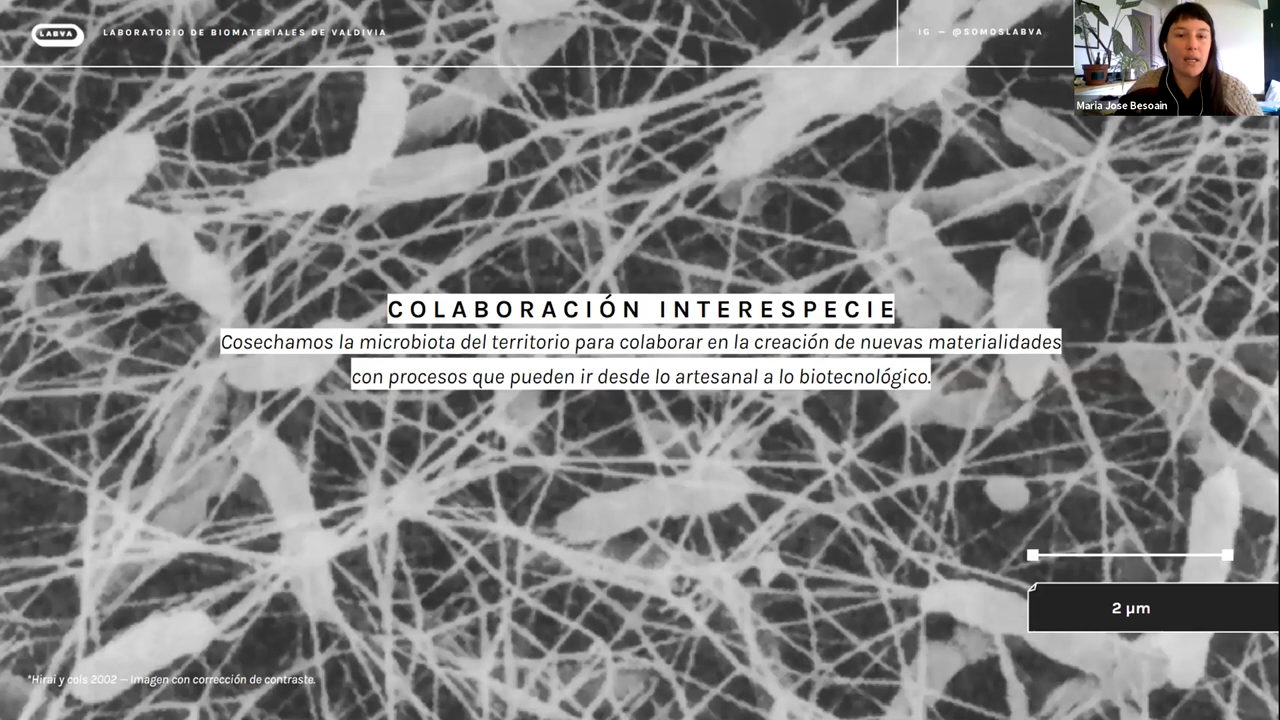 LABVA
LABORATORIO DE BIOMATERIALES DE VALDIVIA
IG — @SOMOSLABVA
Maria Jose Besoain
COLABORACIÓN INTERESPECIE
Cosechamos la microbiota del territorio para colaborar en la creación de nuevas materialidades
con procesos que pueden ir desde lo artesanal a lo biotecnológico.
2 µm
*Hirai y cols 2002 — Imagen con corrección de contraste.